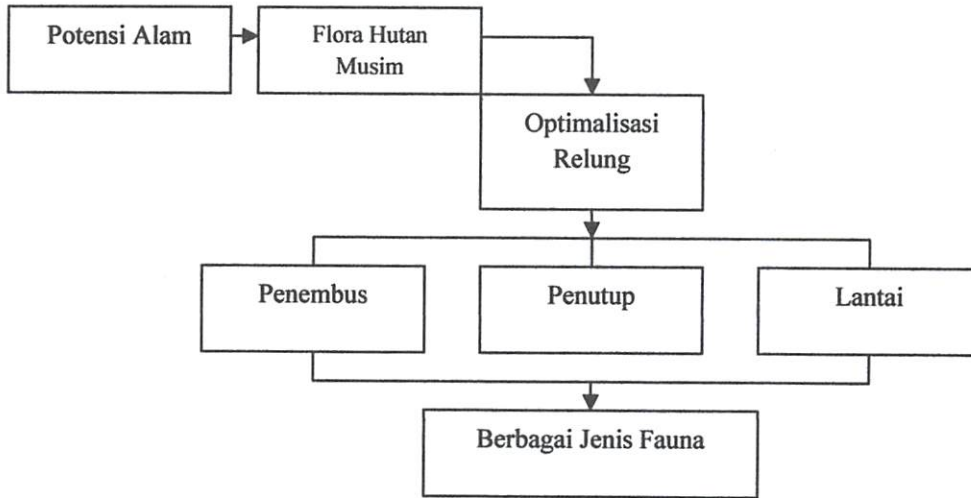 Potensi Alam
Flora Hutan
Musim
Optimalisasi
Relung
Penembus
Penutup
Lantai
Berbagai Jenis Fauna